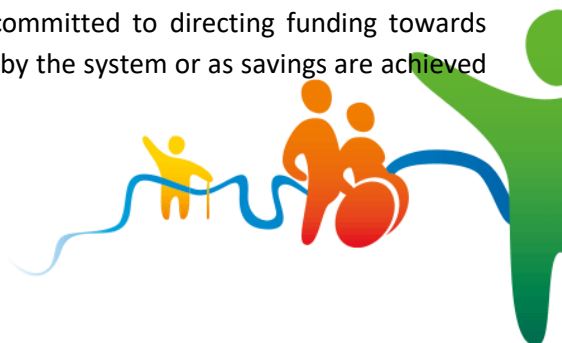 committed to directing funding towards
by the system or as savings are achieved